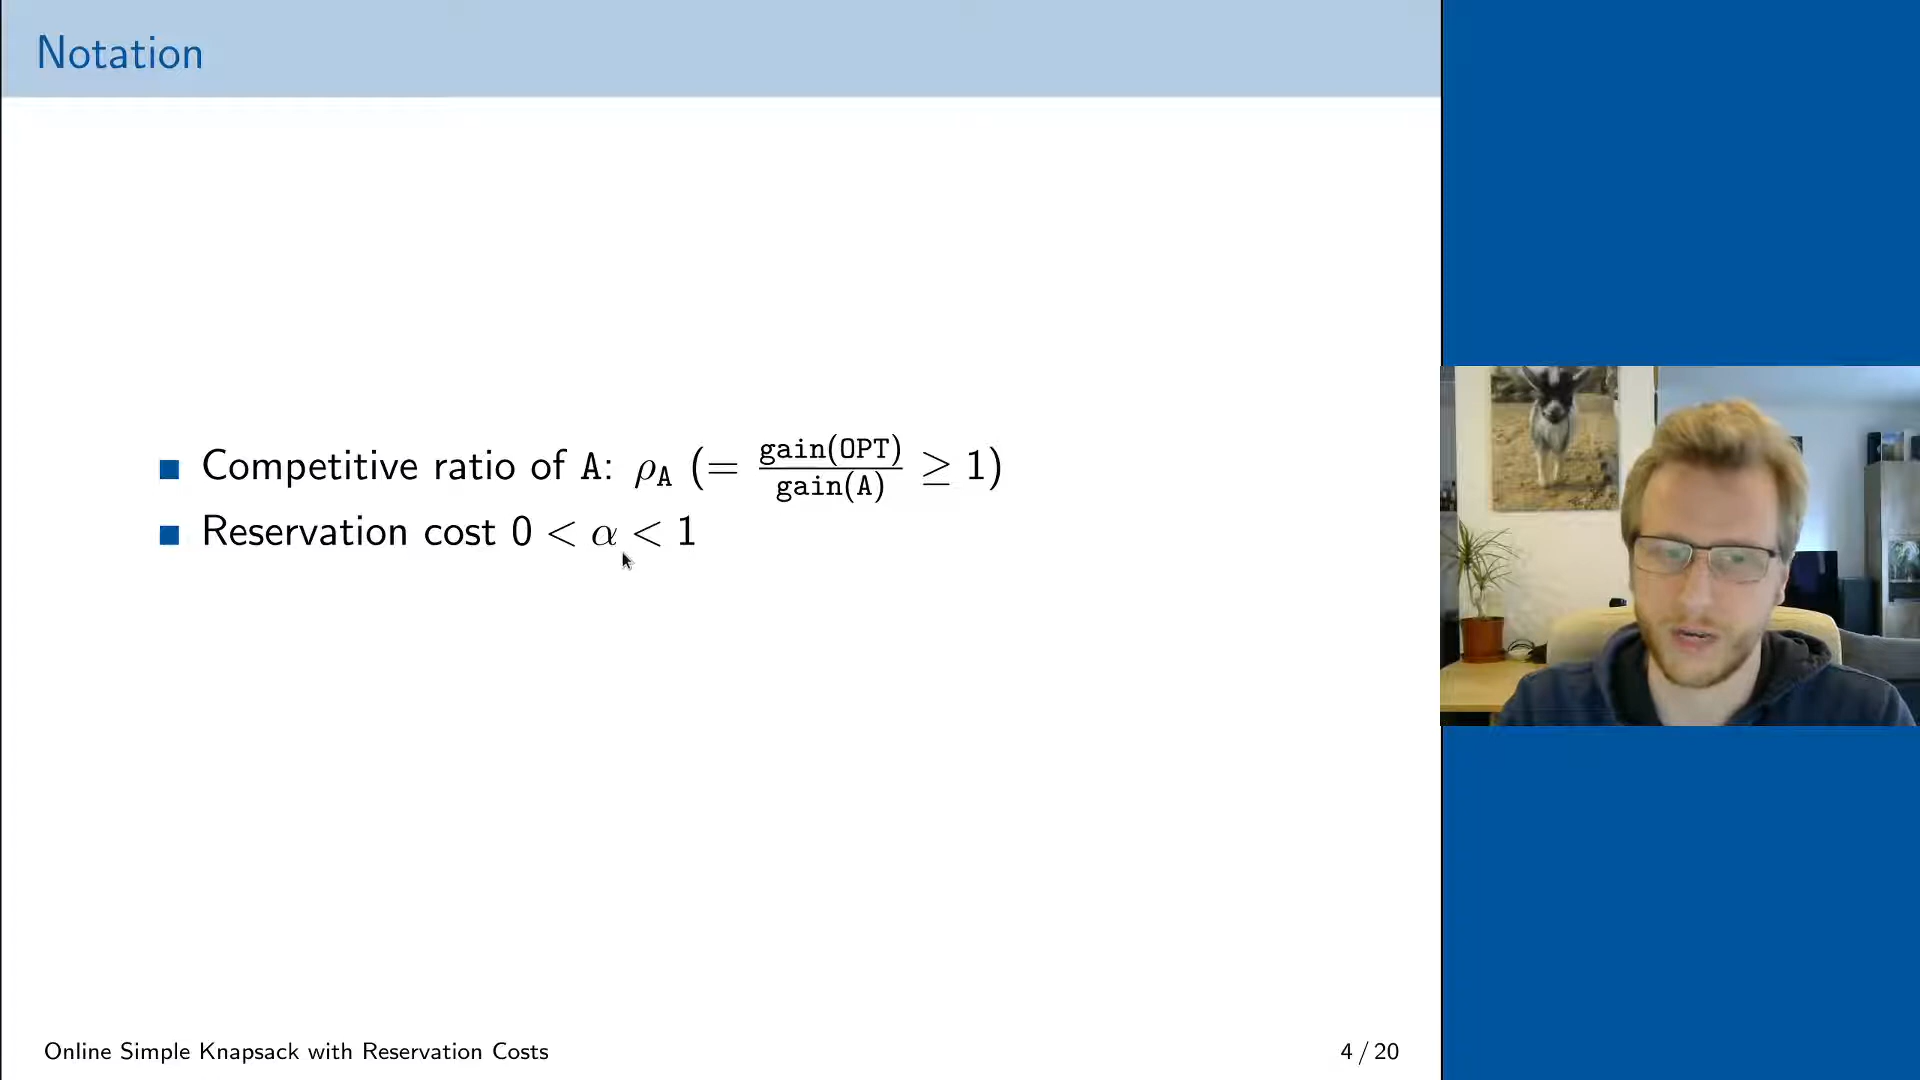 Notation
Competitive ratio of A: ρ_A (= gain(OPT)/gain(A) ≥ 1)
Reservation cost 0 < α < 1
Online Simple Knapsack with Reservation Costs
4 / 20